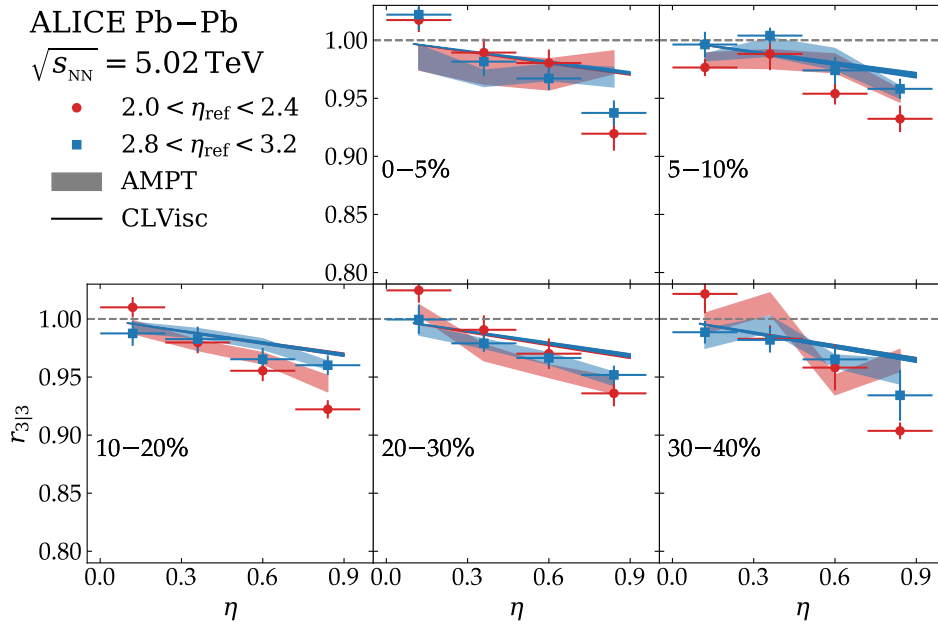 ALICE Pb−Pb
√s_NN = 5.02 TeV
2.0 < η_ref < 2.4
2.8 < η_ref < 3.2
AMPT
CLVisc
1.00
0.95
0.90
0.85
0.80
0−5%
5−10%
1.00
0.95
0.90
0.85
0.80
r_3|3
10−20%
20−30%
30−40%
0.0 0.3 0.6 0.9
0.0 0.3 0.6 0.9
0.0 0.3 0.6 0.9
η
η
η